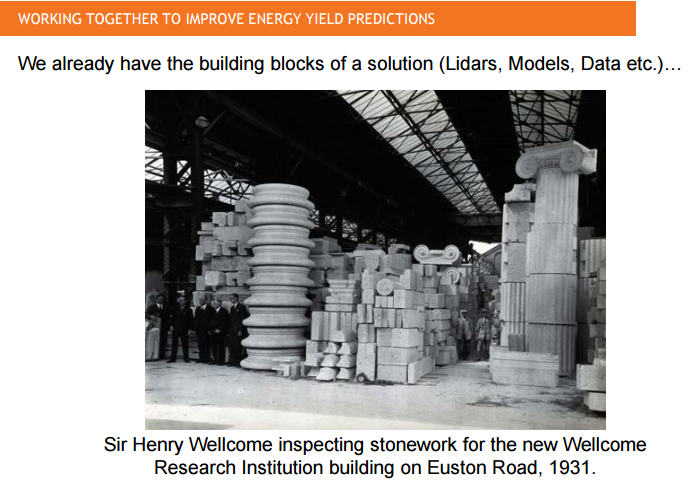 WORKING TOGETHER TO IMPROVE ENERGY YIELD PREDICTIONS
We already have the building blocks of a solution (Lidars, Models, Data etc.)…
Sir Henry Wellcome inspecting stonework for the new Wellcome
Research Institution building on Euston Road, 1931.